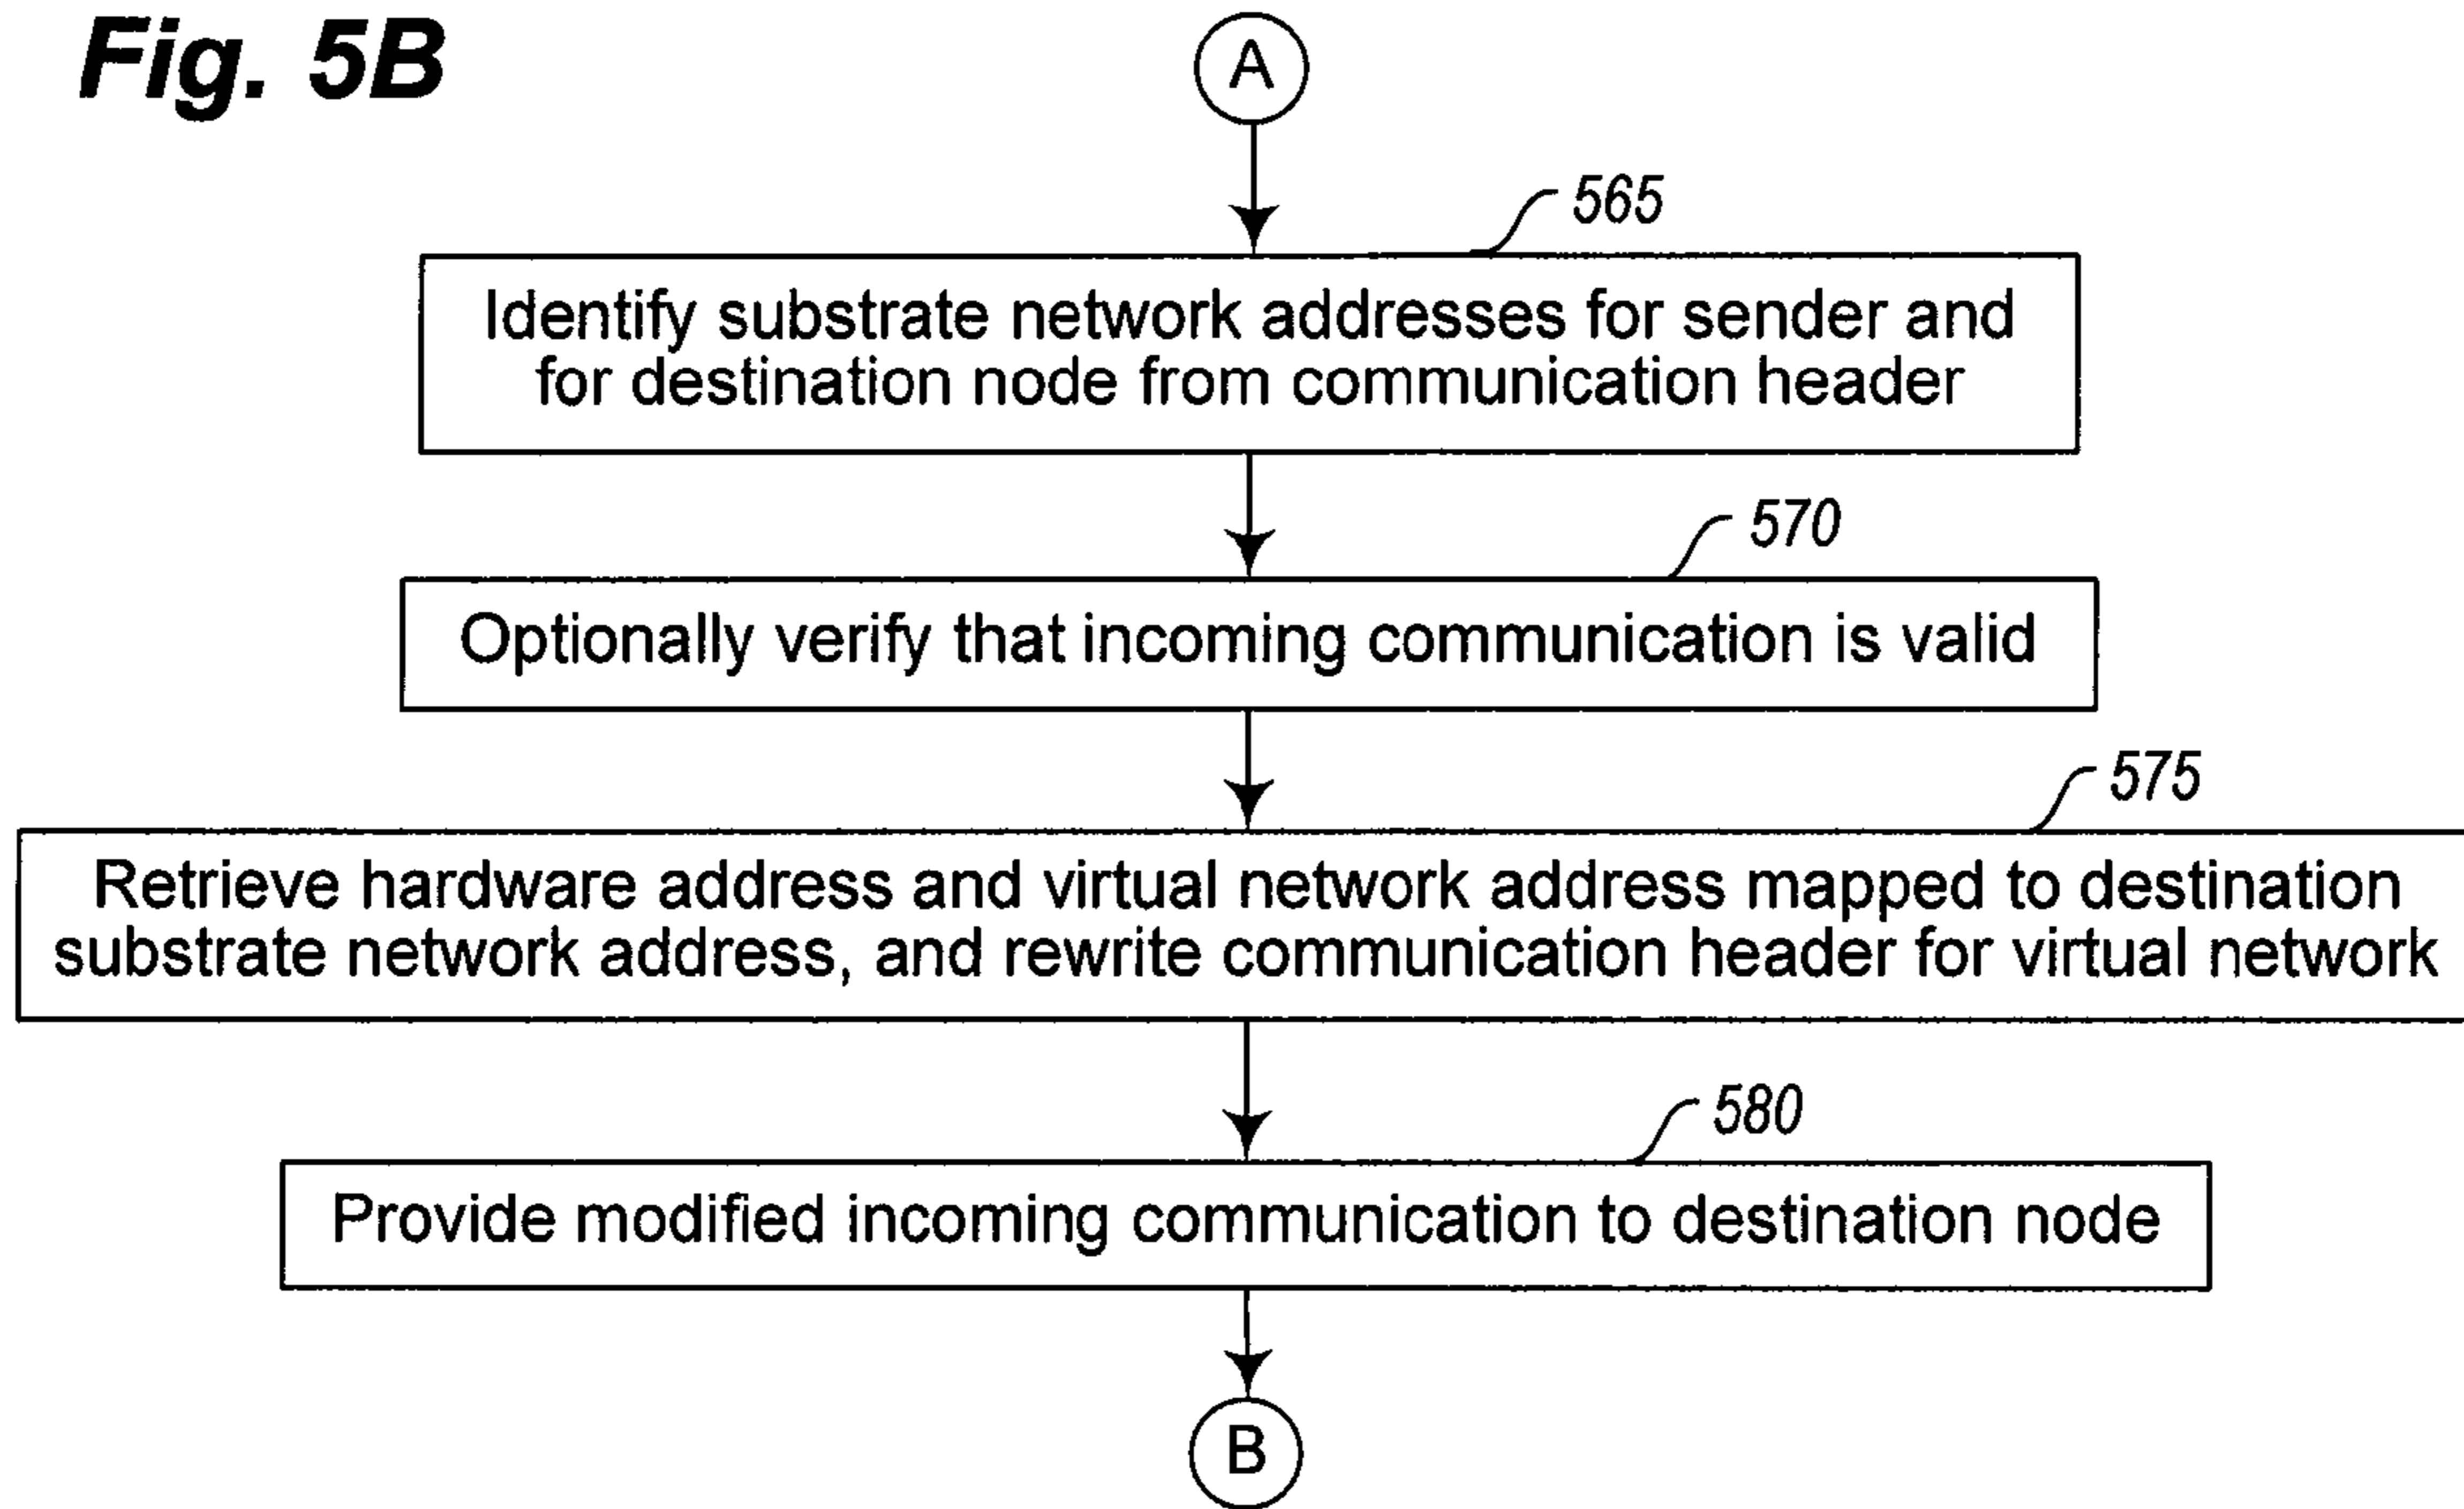 Fig. 5B
A
565
Identify substrate network addresses for sender and
for destination node from communication header
570
Optionally verify that incoming communication is valid
575
Retrieve hardware address and virtual network address mapped to destination
substrate network address, and rewrite communication header for virtual network
580
Provide modified incoming communication to destination node
B